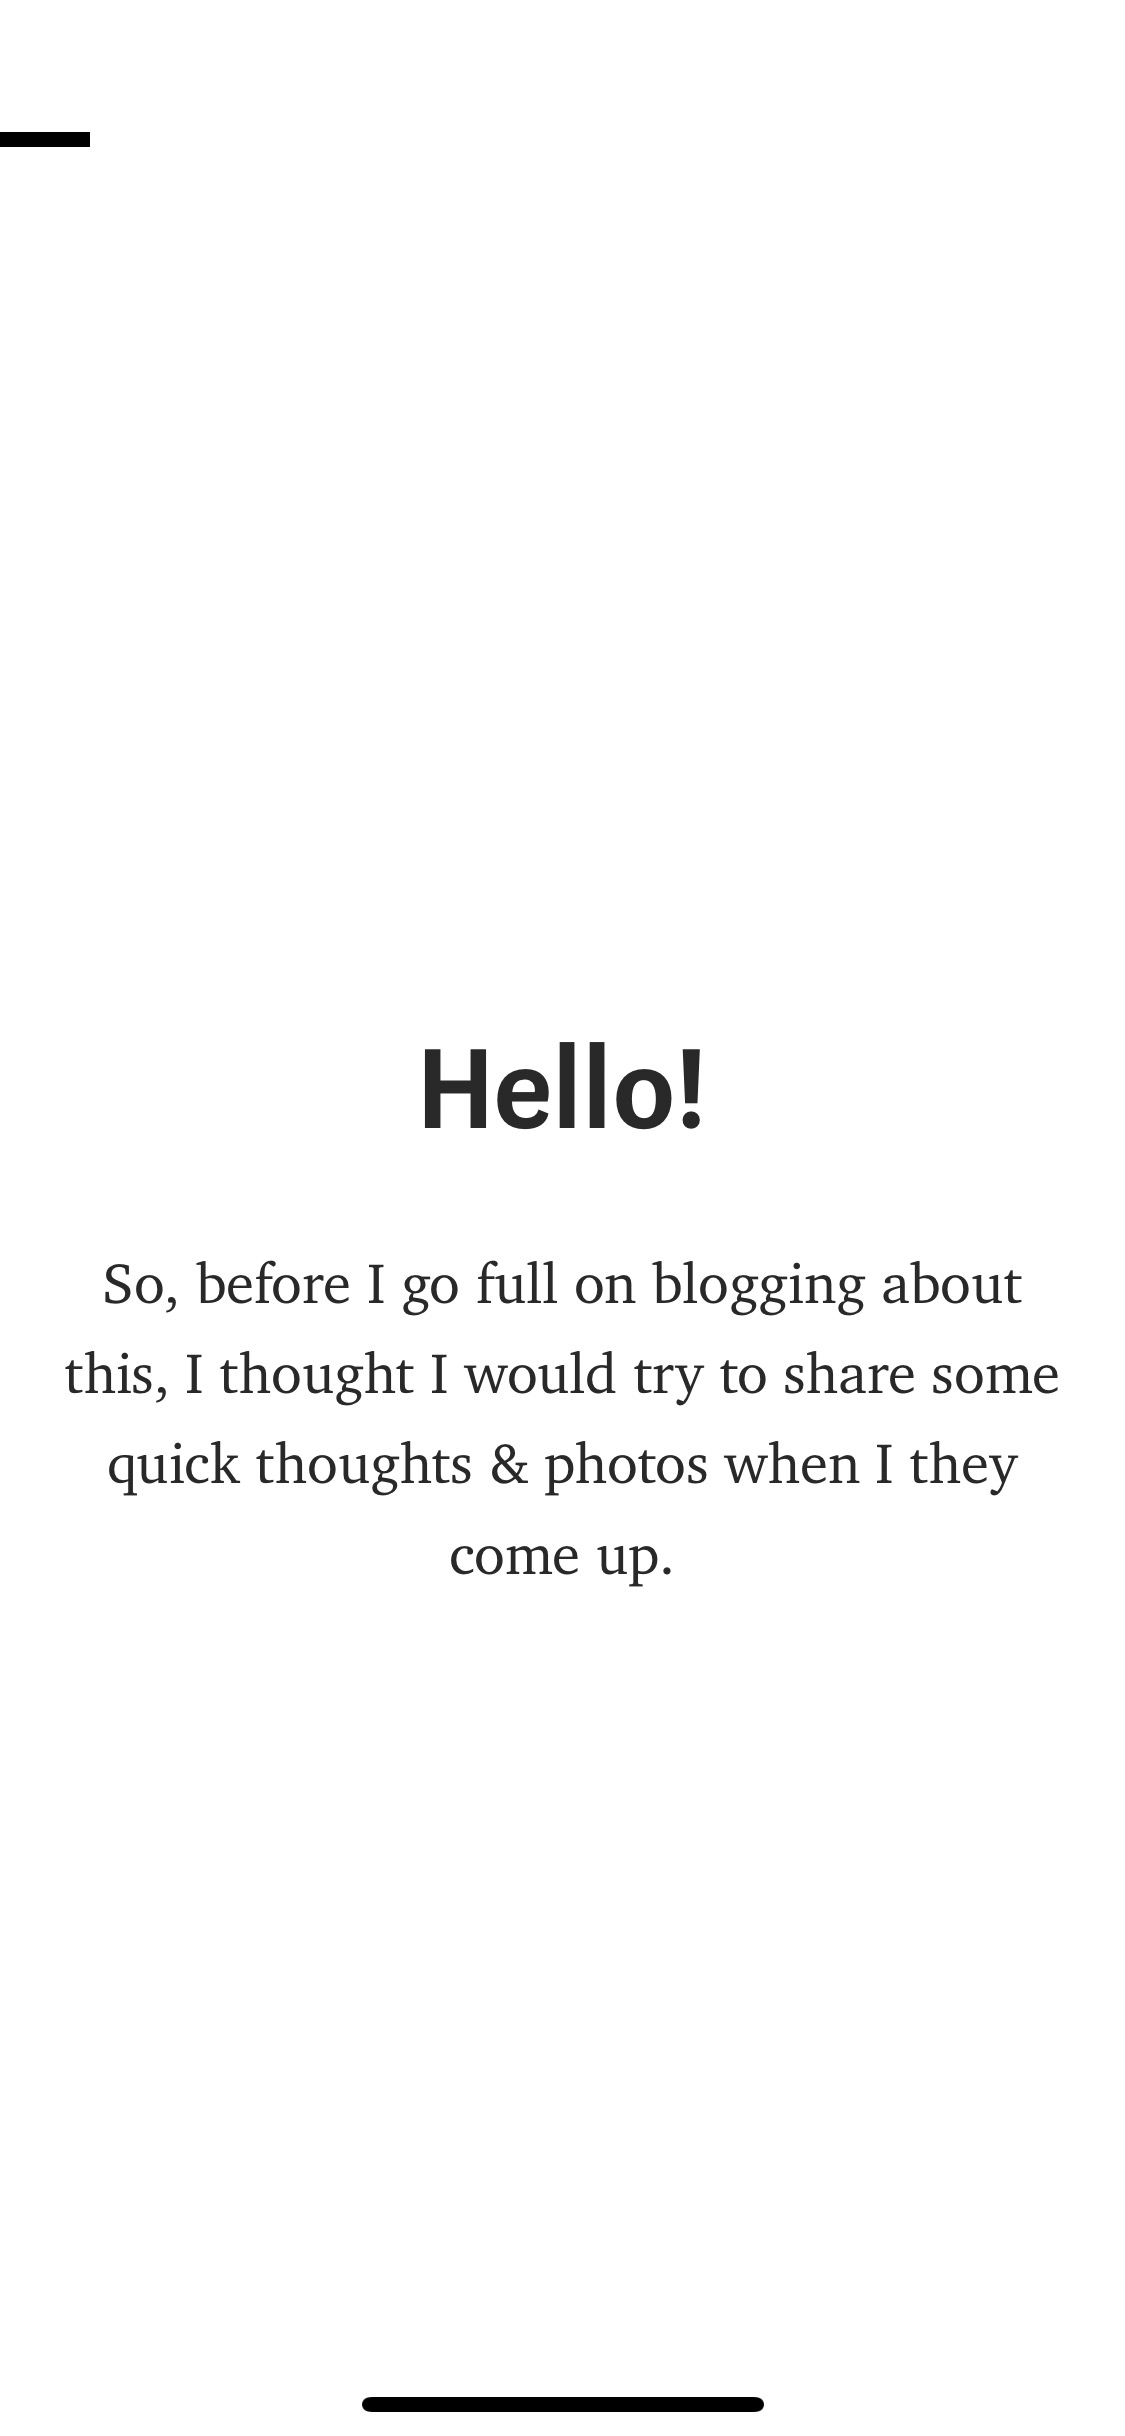 Hello!
So, before I go full on blogging about
this, I thought I would try to share some
quick thoughts & photos when I they
come up.